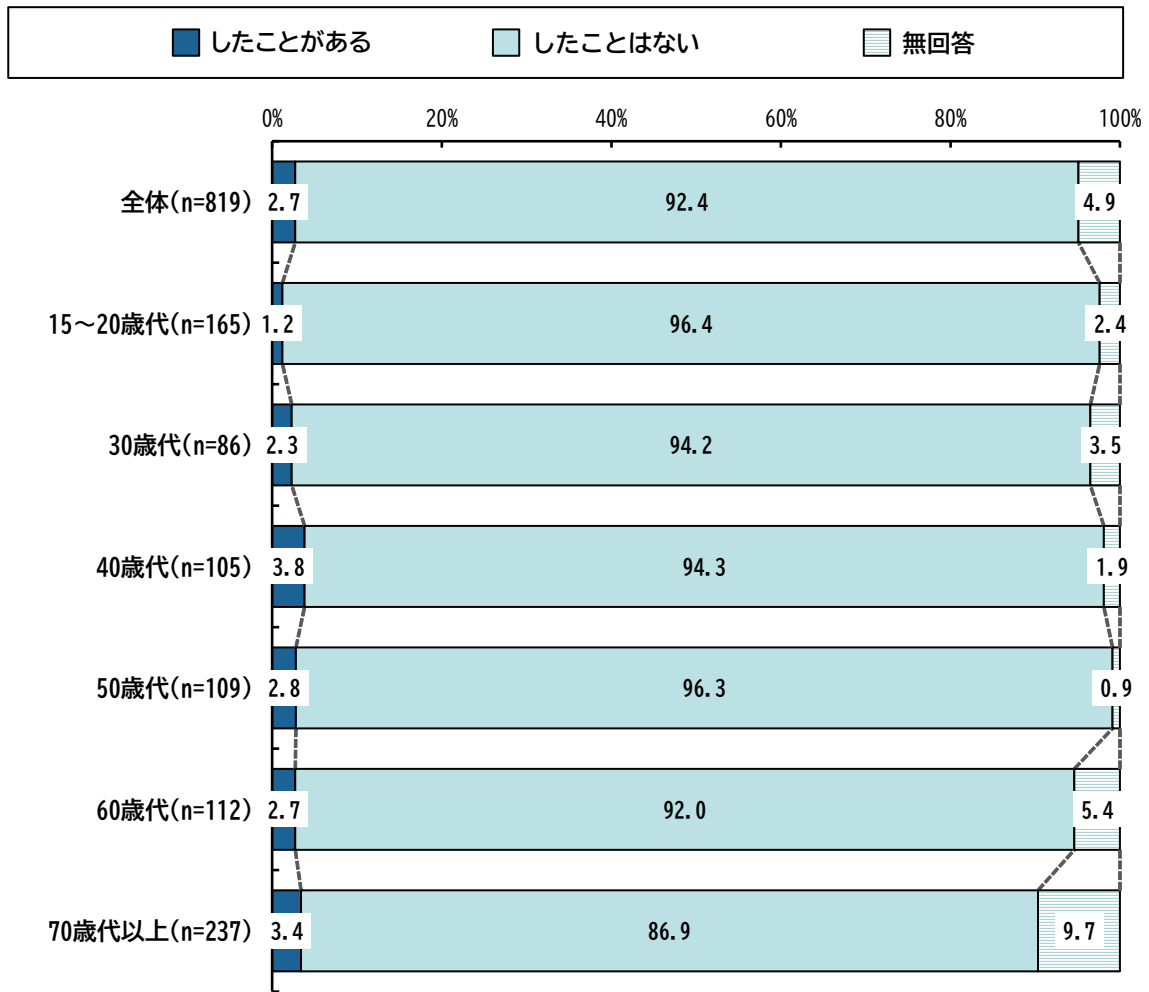 したことがある したことはない 無回答
0% 20% 40% 60% 80% 100%
全体(n=819) 2.7 92.4 4.9
15～20歳代(n=165) 1.2 96.4 2.4
30歳代(n=86) 2.3 94.2 3.5
40歳代(n=105) 3.8 94.3 1.9
50歳代(n=109) 2.8 96.3 0.9
60歳代(n=112) 2.7 92.0 5.4
70歳代以上(n=237) 3.4 86.9 9.7